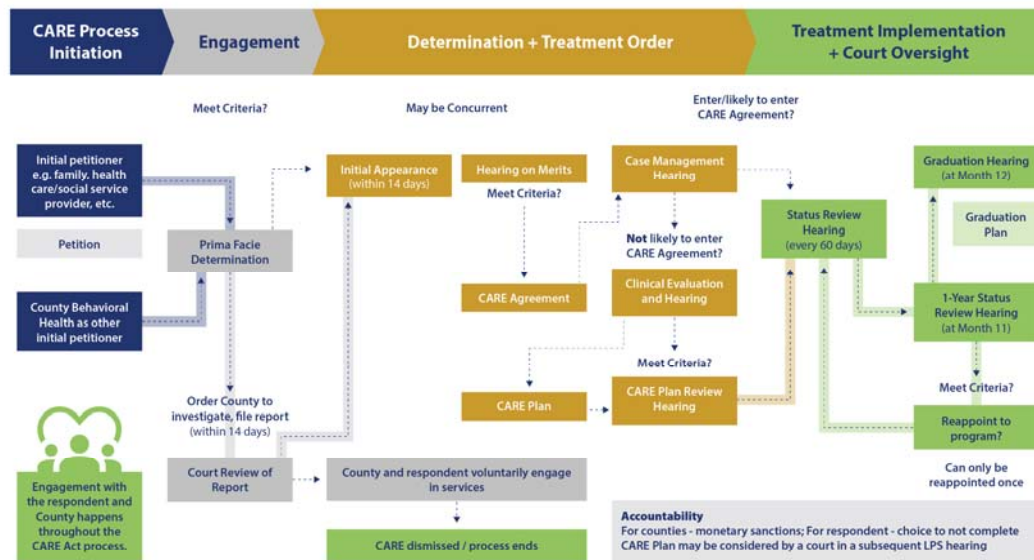 CARE Process
Initiation
Engagement
Determination + Treatment Order
Treatment Implementation
+ Court Oversight
Meet Criteria?
May be Concurrent
Enter/likely to enter
CARE Agreement?
Initial petitioner
e.g. family, health
care/social service
provider, etc.
Petition
County Behavioral
Health as other
initial petitioner
Prima Facie
Determination
Order County to
investigate, file report
(within 14 days)
Court Review of
Report
Initial Appearance
(within 14 days)
Hearing on Merits
Meet Criteria?
CARE Agreement
CARE Plan
Case Management
Hearing
Not likely to enter
CARE Agreement?
Clinical Evaluation
and Hearing
Meet Criteria?
CARE Plan Review
Hearing
County and respondent voluntarily engage
in services
CARE dismissed / process ends
Status Review
Hearing
(every 60 days)
Graduation Hearing
(at Month 12)
Graduation
Plan
1-Year Status
Review Hearing
(at Month 11)
Meet Criteria?
Reappoint to
program?
Can only be
reappointed once
Engagement with
the respondent and
County happens
throughout the
CARE Act process.
Accountability
For counties - monetary sanctions; For respondent - choice to not complete
CARE Plan may be considered by a court in a subsequent LPS hearing